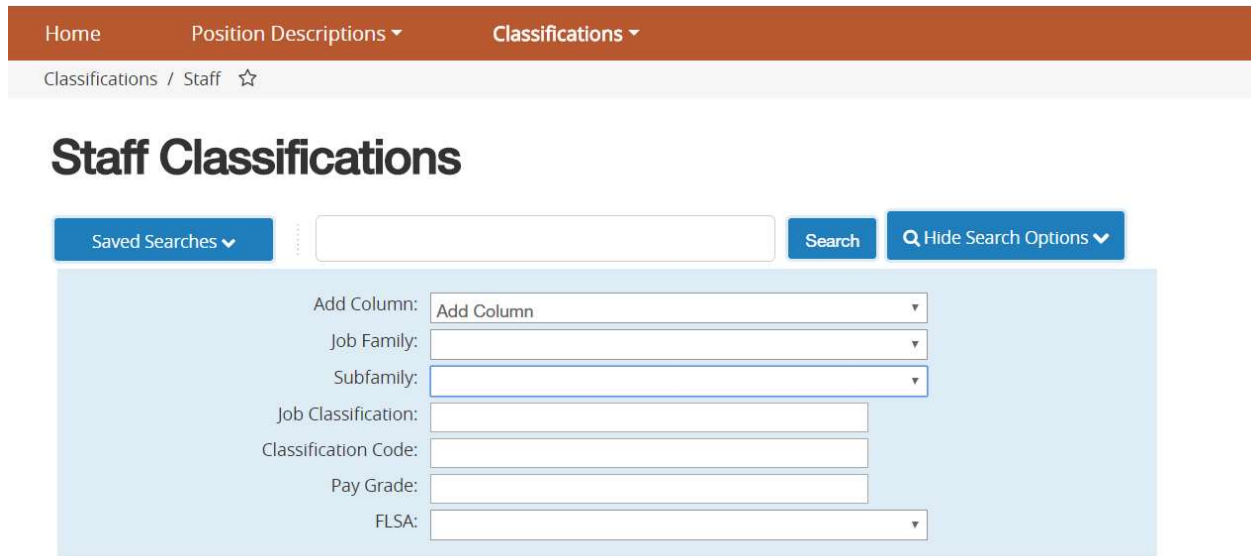 Home Position Descriptions Classifications
Classifications / Staff
Staff Classifications
Saved Searches Search Hide Search Options
Add Column: Add Column
Job Family:
Subfamily:
Job Classification:
Classification Code:
Pay Grade:
FLSA: